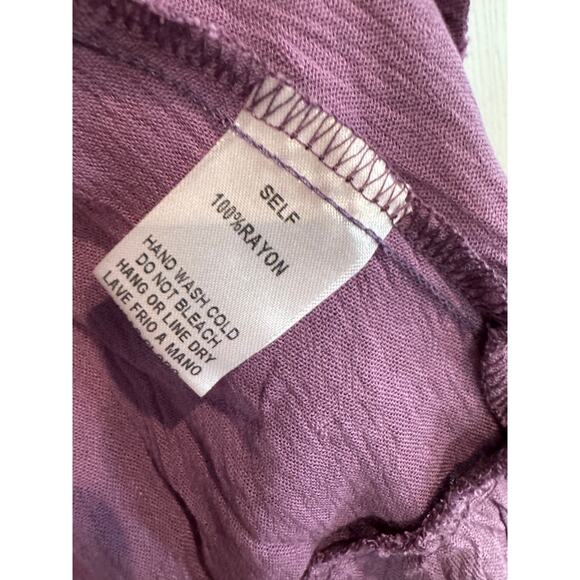 SELF
100%RAYON
HAND WASH COLD
DO NOT BLEACH
HANG OR LINE DRY
LAVE FRIO A MANO